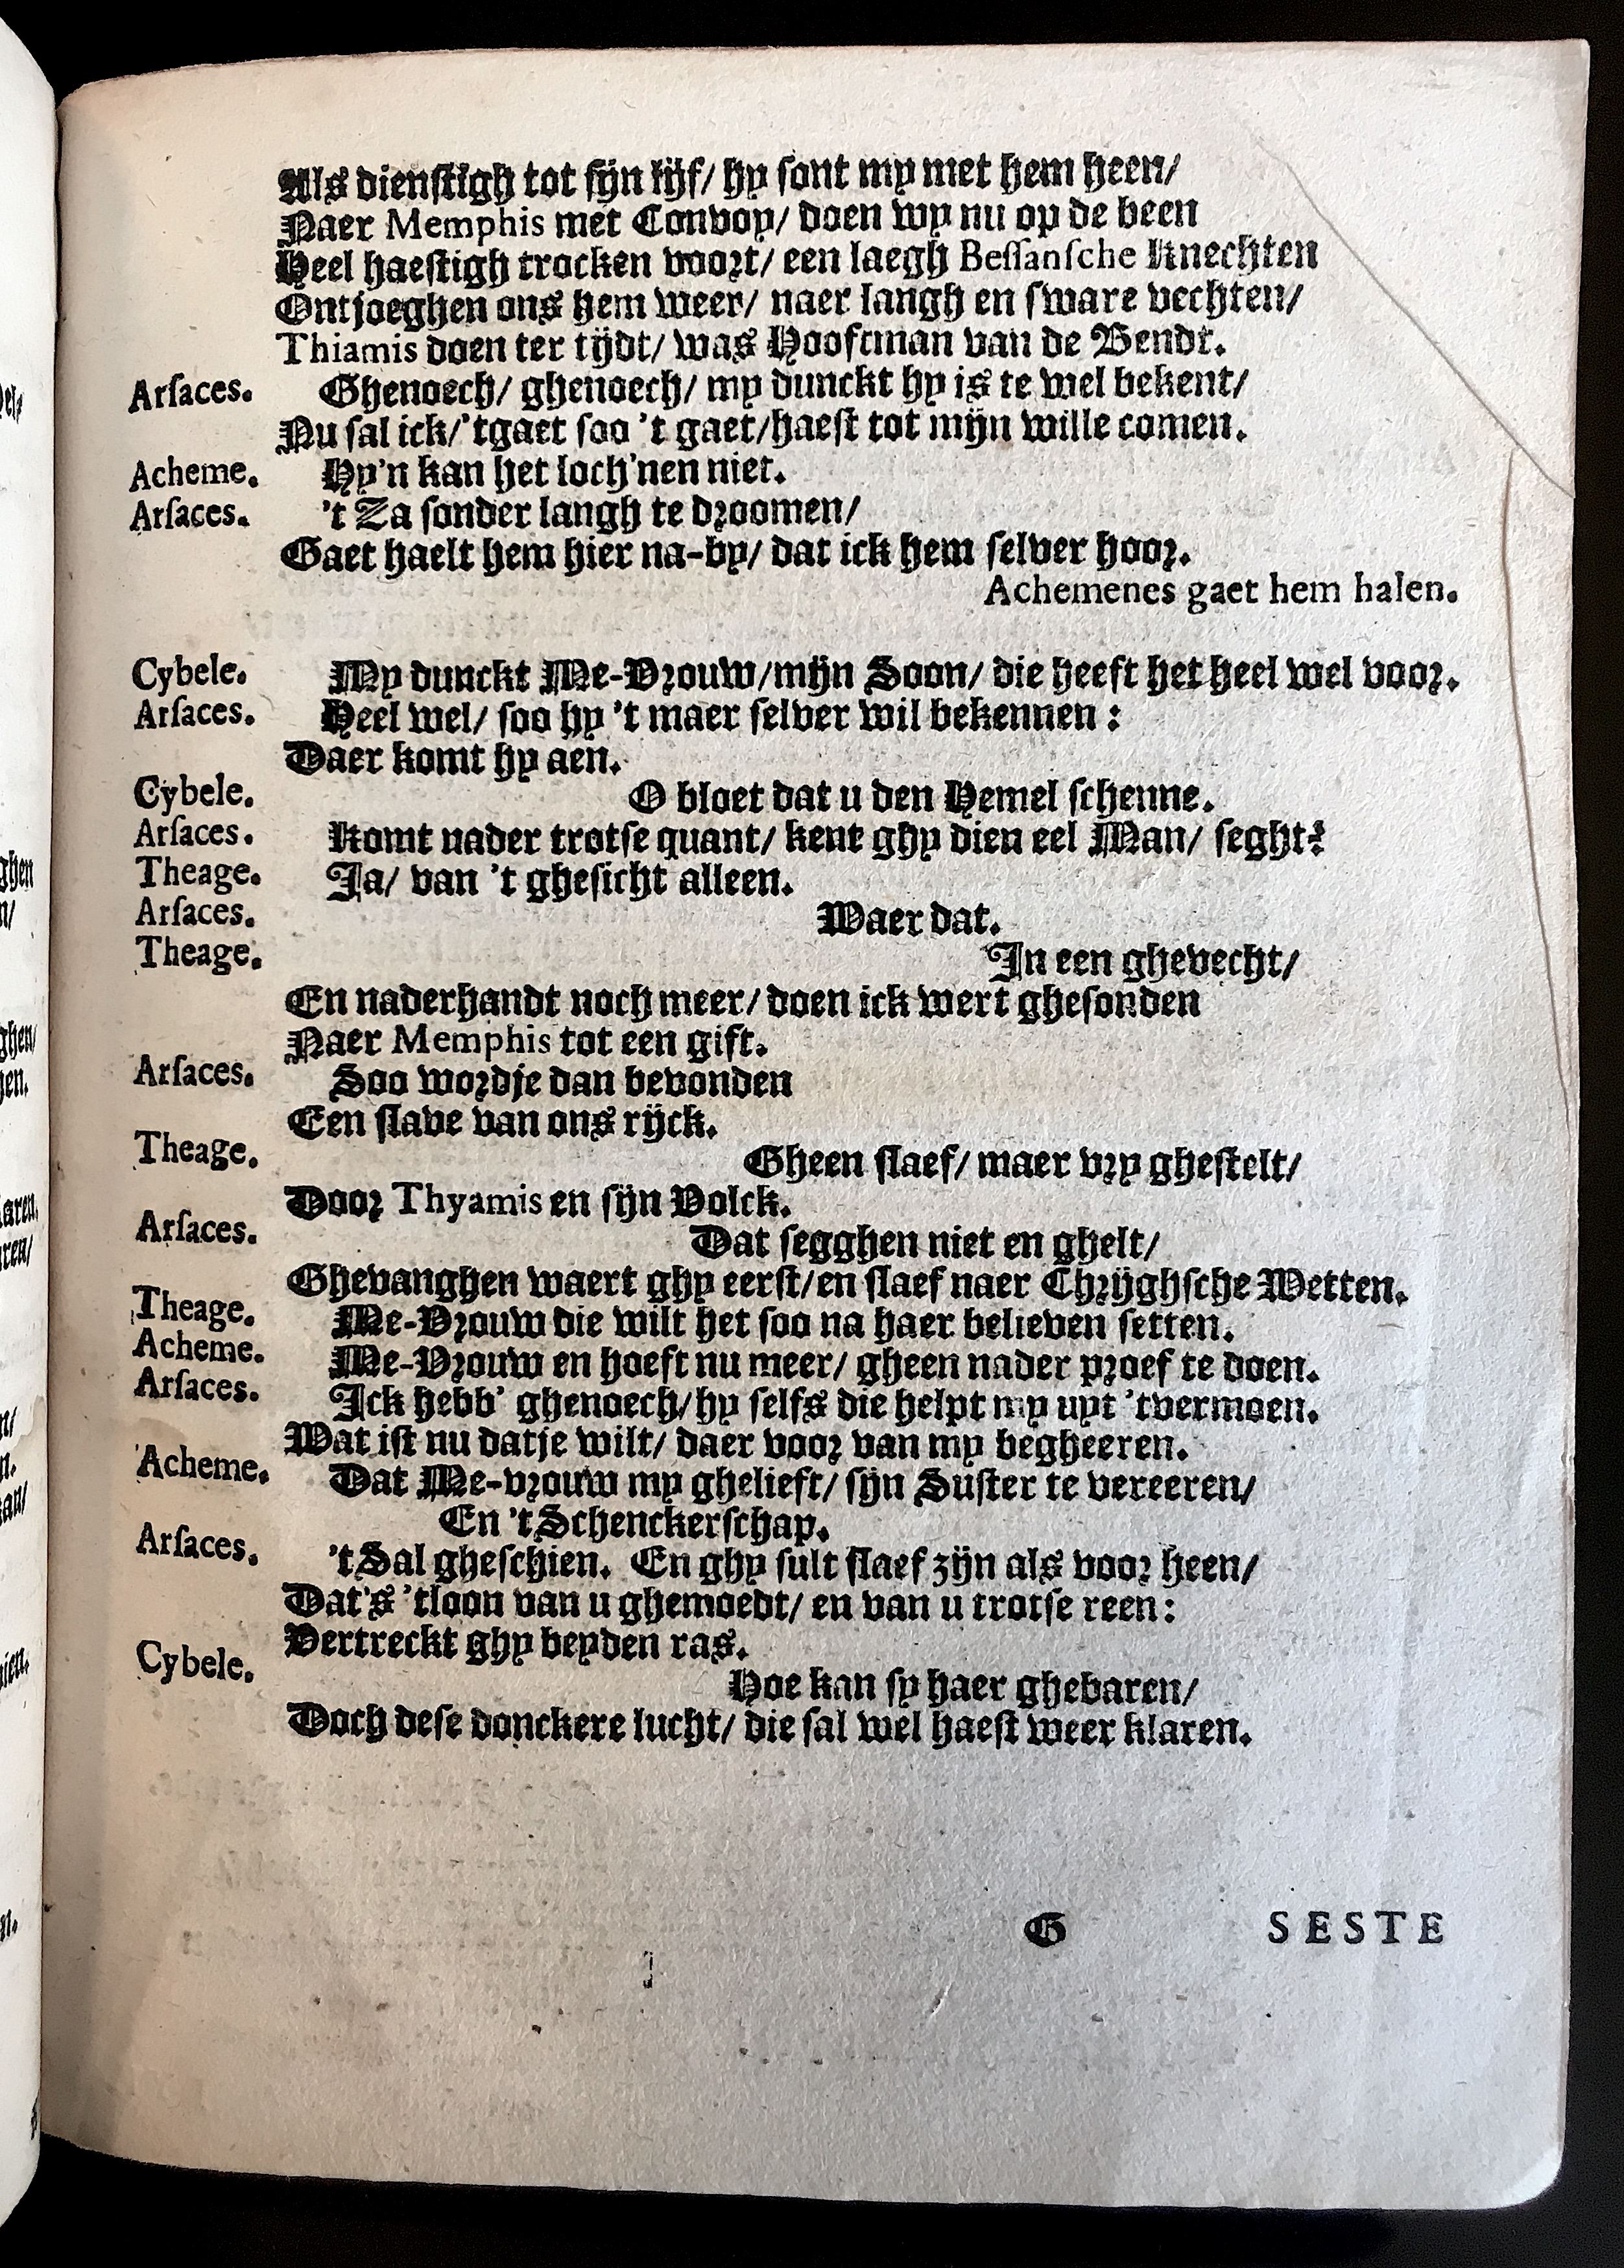 Als dienstigh tot sijn lijf/ hy sont my met hem heen/
Naer Memphis met Convoy/ doen wy nu op de been
Heel haestigh trocken voort/ een laegh Bessansche knechten
Ontjoeghen ons hem weer/ naer langh en sware vechten/
Thiamis doen ter tijdt/ was Hooftman van de Bendt.
Arsaces. Ghenoech/ ghenoech/ my dunckt hy is te wel bekent/
Nu sal ick/'tgaet soo 't gaet/haest tot mijn wille comen.
Acheme. Hy'n kan het loch'nen niet.
Arsaces. 't Za sonder langh te droomen/
Gaet haelt hem hier na-by/ dat ick hem selver hoor.
Achemenes gaet hem halen.
Cybele. My dunckt Me-Vrouw/mijn Soon/ die heeft het heel wel voor.
Arsaces. Heel wel/ soo hy 't maer selver wil bekennen :
Daer komt hy aen.
Cybele. O bloet dat u den Hemel schenne.
Arsaces. Komt nader trotse quant/ kent ghy dien eel Man/ seght?
Theage. Ja/ van 't ghesicht alleen.
Arsaces. Waer dat.
Theage. In een ghevecht/
En naderhandt noch meer/ doen ick wert ghesonden
Naer Memphis tot een gift.
Arsaces. Soo wordje dan bevonden
Een slave van ons rijck.
Theage. Gheen slaef/ maer vry ghestelt/
Door Thyamis en sijn Volck.
Arsaces. Dat segghen niet en ghelt/
Ghevanghen waert ghy eerst/en slaef naer Chrijghsche Wetten.
Theage. Me-Vrouw die wilt het soo na haer believen setten.
Acheme. Me-Vrouw en hoeft nu meer/ gheen nader proef te doen.
Arsaces. Ick hebb' ghenoech/hy selfs die helpt my uyt 'tvermoen.
Wat ist nu datje wilt/ daer voor van my begheeren.
Acheme. Dat Me-vrouw my ghelieft/ sijn Suster te vereeren/
En 't Schenckerschap.
Arsaces. 't Sal gheschien. En ghy sult slaef zijn als voor heen/
Dat's 'tloon van u ghemoedt/ en van u trotse reen:
Vertreckt ghy beyden ras.
Cybele. Hoe kan sy haer ghebaren/
Doch dese donckere lucht/ die sal wel haest weer klaren.
G SESTE